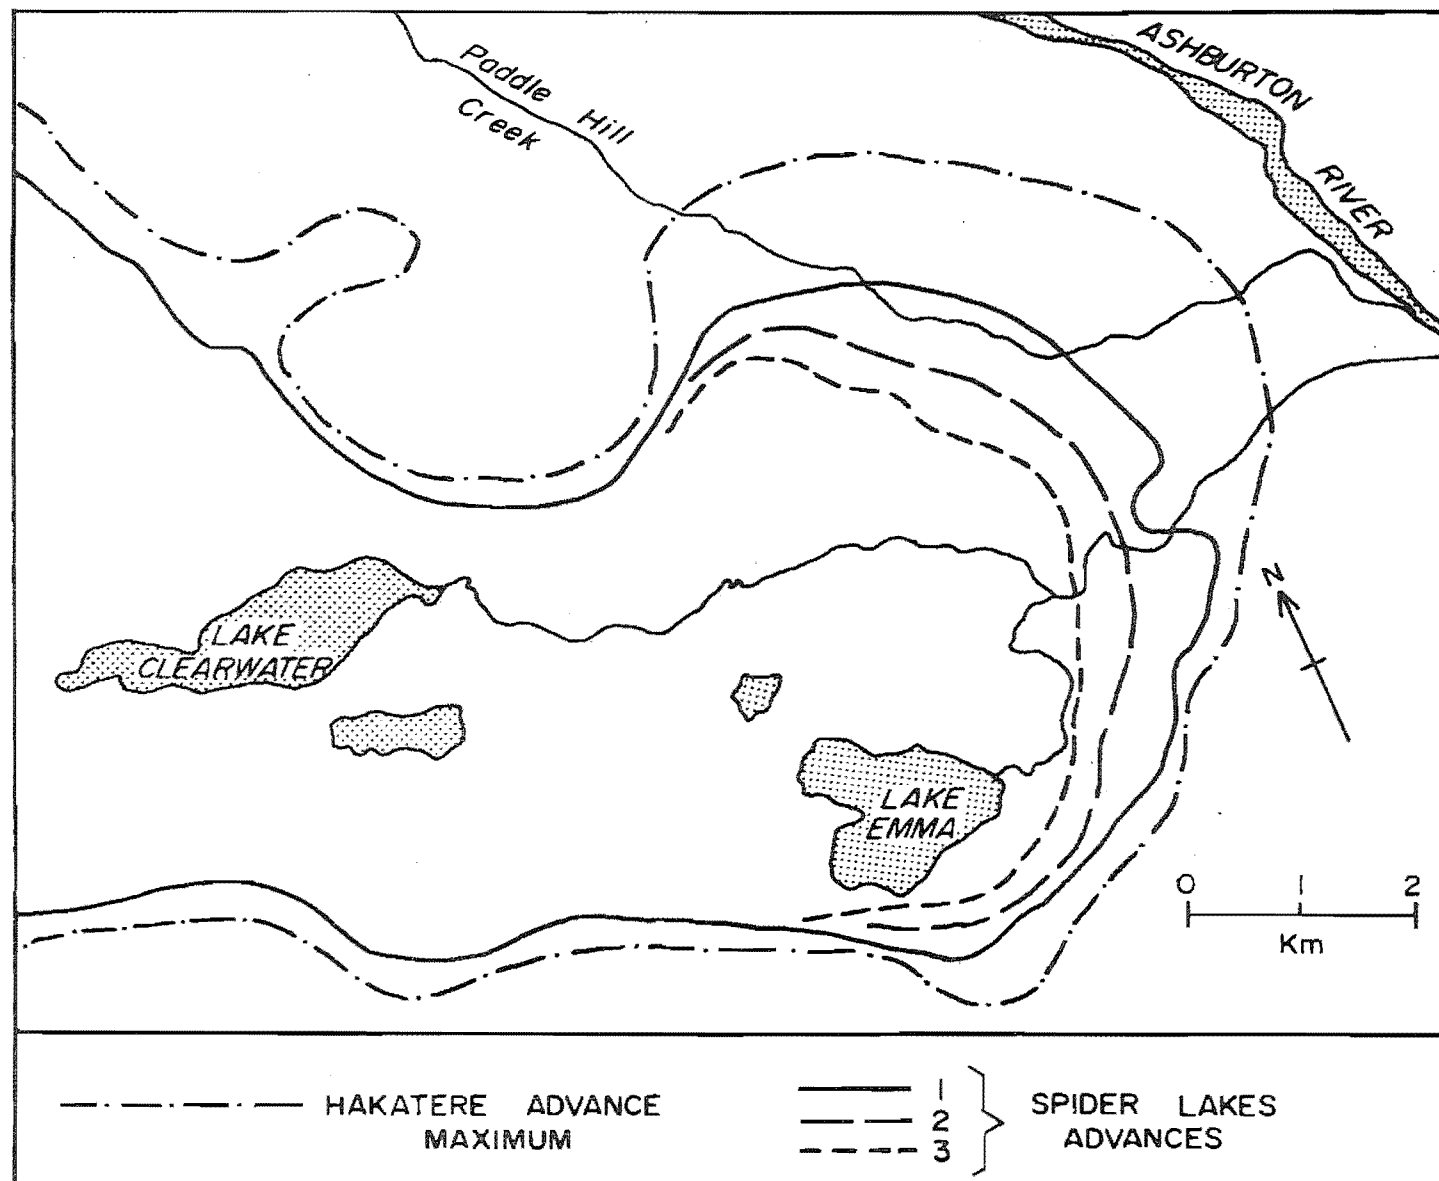 ASHBURTON
RIVER
Paddle Hill
Creek
N
LAKE
CLEARWATER
LAKE
EMMA
0 1 2
Km
HAKATERE ADVANCE
MAXIMUM
1
2
3
SPIDER LAKES
ADVANCES